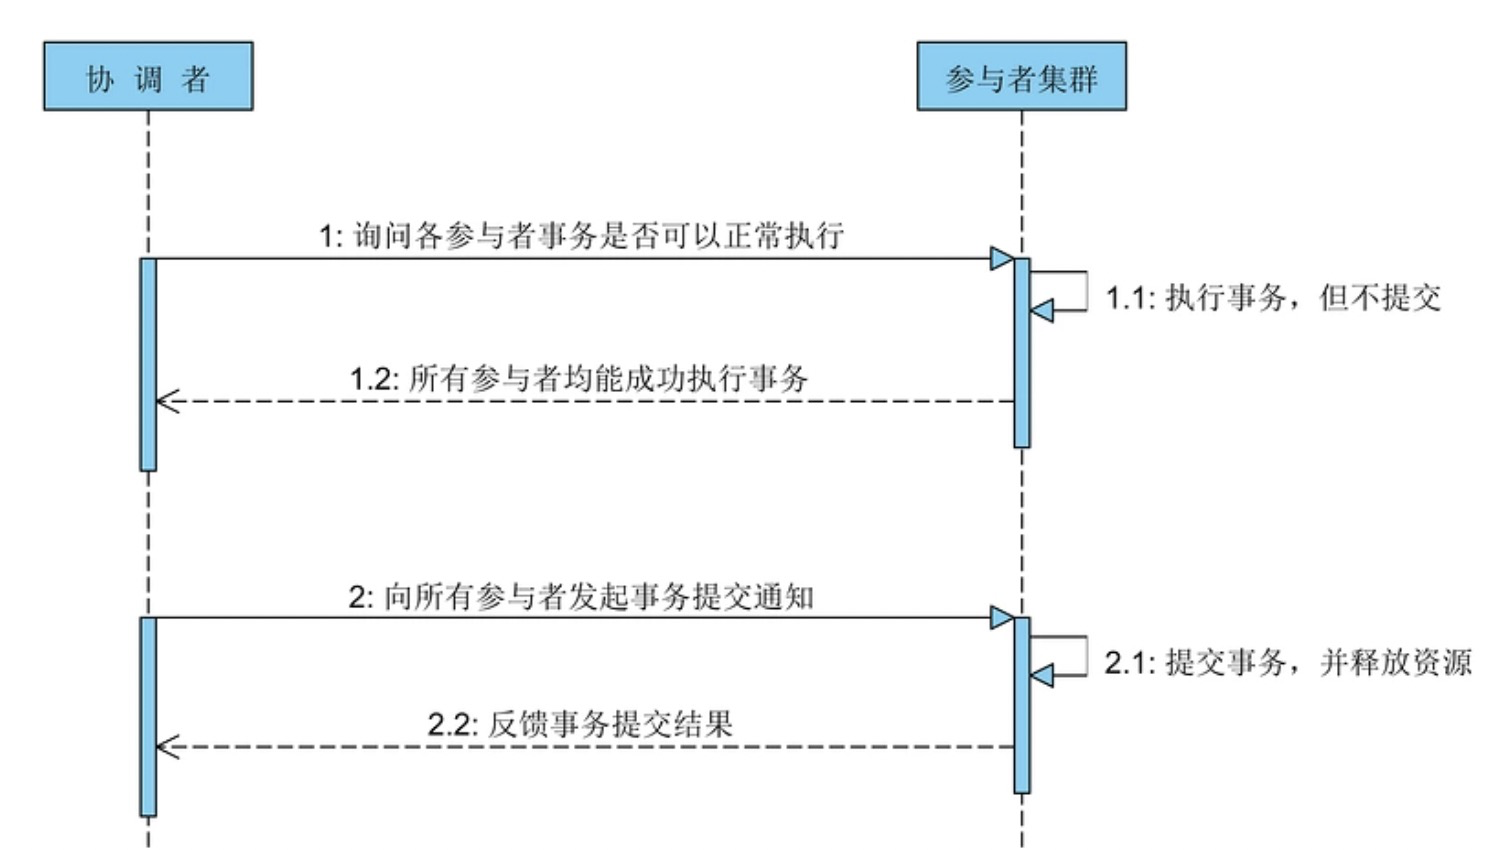 协 调 者
参与者集群
1: 询问各参与者事务是否可以正常执行
1.1: 执行事务，但不提交
1.2: 所有参与者均能成功执行事务
2: 向所有参与者发起事务提交通知
2.1: 提交事务，并释放资源
2.2: 反馈事务提交结果